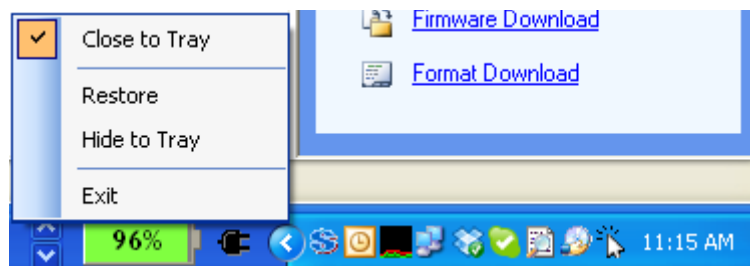 Close to Tray
Restore
Hide to Tray
Exit
Firmware Download
Format Download
96%
11:15 AM